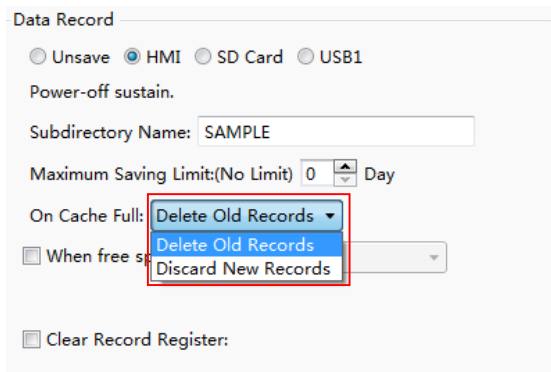 Data Record
Unsave HMI SD Card USB1
Power-off sustain.
Subdirectory Name: SAMPLE
Maximum Saving Limit:(No Limit) 0 Day
On Cache Full: Delete Old Records
Delete Old Records
When free sp
Discard New Records
Clear Record Register: